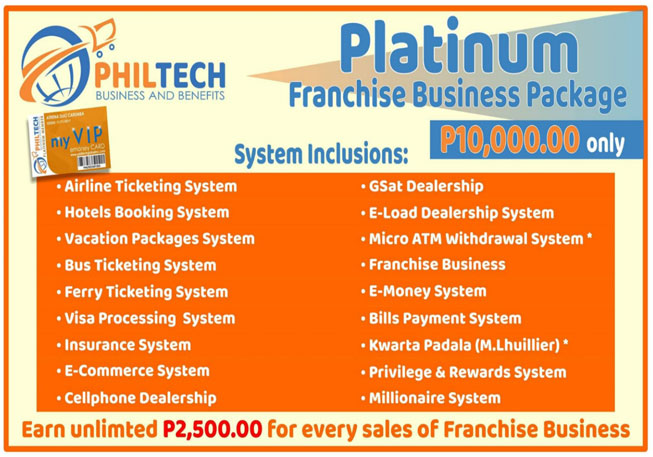 PHILTECH
BUSINESS AND BENEFITS
PHILTECH
my VIP
Platinum
Franchise Business Package
P10,000.00 only
System Inclusions:
• Airline Ticketing System
• Hotels Booking System
• Vacation Packages System
• Bus Ticketing System
• Ferry Ticketing System
• Visa Processing System
• Insurance System
• E-Commerce System
• Cellphone Dealership
• GSat Dealership
• E-Load Dealership System
• Micro ATM Withdrawal System *
• Franchise Business
• E-Money System
• Bills Payment System
• Kwarta Padala (M.Lhuillier) *
• Privilege & Rewards System
• Millionaire System
Earn unlimted P2,500.00 for every sales of Franchise Business